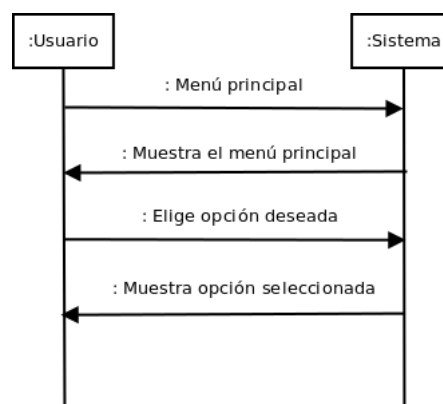 :Usuario
:Sistema
: Menú principal
: Muestra el menú principal
: Elige opción deseada
: Muestra opción seleccionada